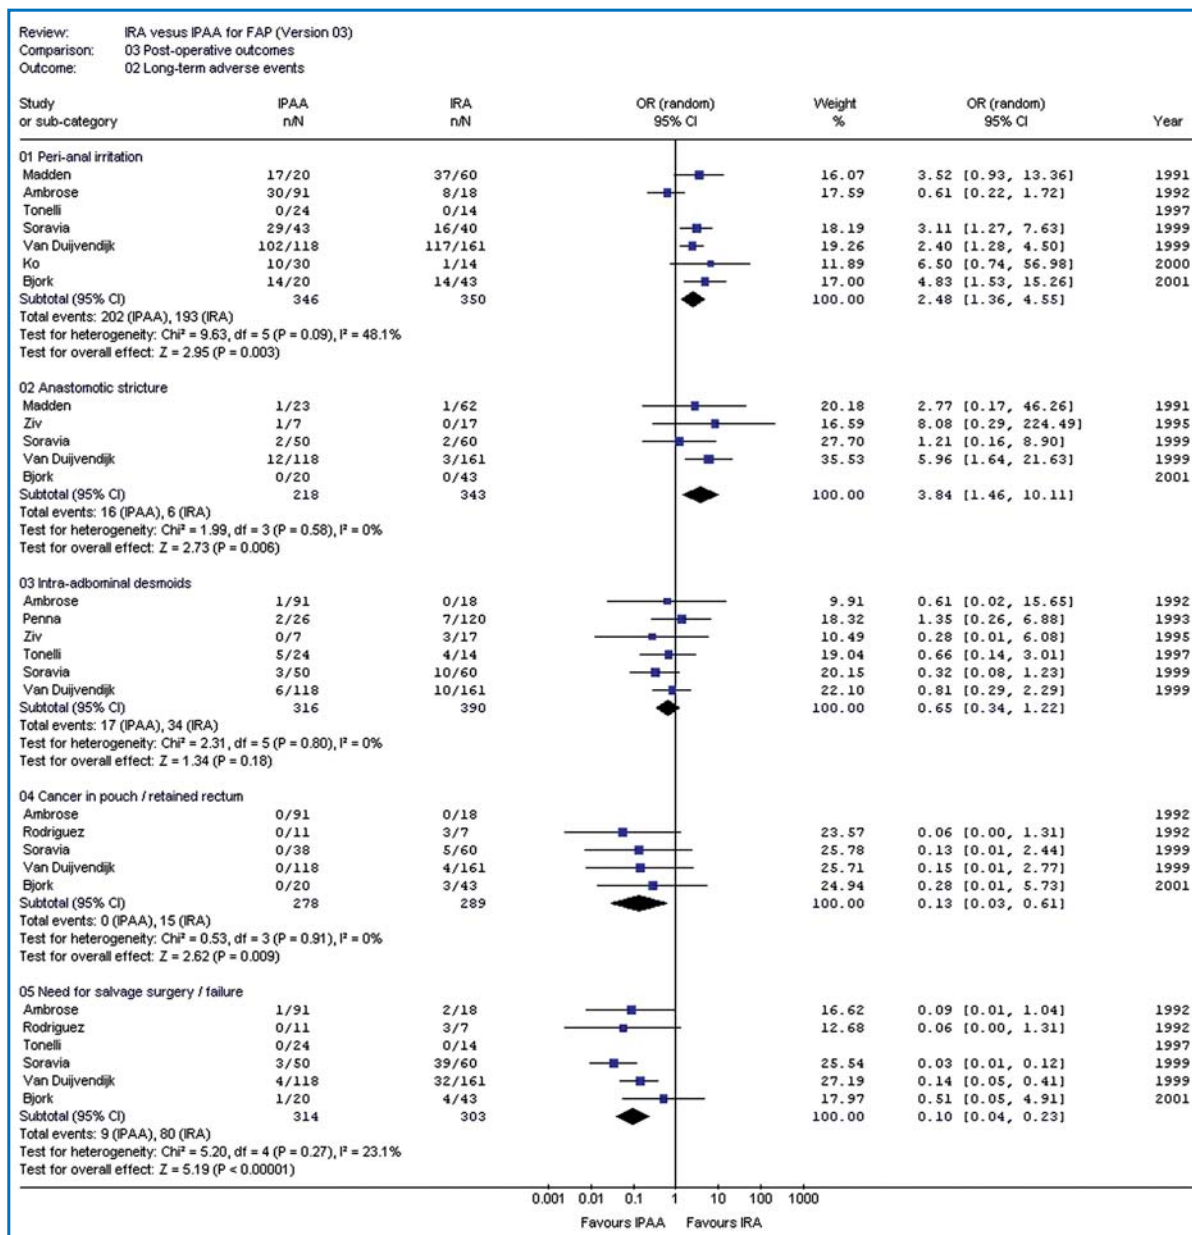 Review: IRA versus IPAA for FAP (Version 03)
Comparison: 03 Post-operative outcomes
Outcome: 02 Long-term adverse events
Study IPAA IRA OR (random) Weight OR (random)
or sub-category n/N n/N 95% CI % 95% CI Year
01 Peri-anal irritation
Madden 17/20 37/60 16.07 3.52 [0.93, 13.36] 1991
Ambrose 30/91 8/18 17.59 0.61 [0.22, 1.72] 1992
Tonelli 0/24 0/14 1997
Soravia 29/43 16/40 18.19 3.11 [1.27, 7.63] 1999
Van Duijvendijk 102/118 117/161 19.26 2.40 [1.28, 4.50] 1999
Ko 10/30 1/14 11.89 6.50 [0.74, 56.98] 2000
Bjork 14/20 14/43 17.00 4.83 [1.53, 15.26] 2001
Subtotal (95% CI) 346 350 100.00 2.48 [1.36, 4.55]
Total events: 202 (IPAA), 193 (IRA)
Test for heterogeneity: Chi² = 9.63, df = 5 (P = 0.09), I² = 48.1%
Test for overall effect: Z = 2.95 (P = 0.003)
02 Anastomotic stricture
Madden 1/23 1/62 20.18 2.77 [0.17, 46.26] 1991
Ziv 1/7 0/17 16.59 8.08 [0.29, 224.49] 1995
Soravia 2/50 2/60 27.70 1.21 [0.16, 8.90] 1999
Van Duijvendijk 12/118 3/161 35.53 5.96 [1.64, 21.63] 1999
Bjork 0/20 0/43 2001
Subtotal (95% CI) 218 343 100.00 3.84 [1.46, 10.11]
Total events: 16 (IPAA), 6 (IRA)
Test for heterogeneity: Chi² = 1.99, df = 3 (P = 0.58), I² = 0%
Test for overall effect: Z = 2.73 (P = 0.006)
03 Intra-adbominal desmoids
Ambrose 1/91 0/18 9.91 0.61 [0.02, 15.65] 1992
Penna 2/26 7/120 18.32 1.35 [0.26, 6.88] 1993
Ziv 0/7 3/17 10.49 0.28 [0.01, 6.08] 1995
Tonelli 5/24 4/14 19.04 0.66 [0.14, 3.01] 1997
Soravia 3/50 10/60 20.15 0.32 [0.08, 1.23] 1999
Van Duijvendijk 6/118 10/161 22.10 0.81 [0.29, 2.29] 1999
Subtotal (95% CI) 316 390 100.00 0.65 [0.34, 1.22]
Total events: 17 (IPAA), 34 (IRA)
Test for heterogeneity: Chi² = 2.31, df = 5 (P = 0.80), I² = 0%
Test for overall effect: Z = 1.34 (P = 0.18)
04 Cancer in pouch / retained rectum
Ambrose 0/91 0/18 1992
Rodriguez 0/11 3/7 23.57 0.06 [0.00, 1.31] 1992
Soravia 0/38 5/60 25.78 0.13 [0.01, 2.44] 1999
Van Duijvendijk 0/118 4/161 25.71 0.15 [0.01, 2.77] 1999
Bjork 0/20 3/43 24.94 0.28 [0.01, 5.73] 2001
Subtotal (95% CI) 278 289 100.00 0.13 [0.03, 0.61]
Total events: 0 (IPAA), 15 (IRA)
Test for heterogeneity: Chi² = 0.53, df = 3 (P = 0.91), I² = 0%
Test for overall effect: Z = 2.62 (P = 0.009)
05 Need for salvage surgery / failure
Ambrose 1/91 2/18 16.62 0.09 [0.01, 1.04] 1992
Rodriguez 0/11 3/7 12.68 0.06 [0.00, 1.31] 1992
Tonelli 0/24 0/14 1997
Soravia 3/50 39/60 25.54 0.03 [0.01, 0.12] 1999
Van Duijvendijk 4/118 32/161 27.19 0.14 [0.05, 0.41] 1999
Bjork 1/20 4/43 17.97 0.51 [0.05, 4.91] 2001
Subtotal (95% CI) 314 303 100.00 0.10 [0.04, 0.23]
Total events: 9 (IPAA), 80 (IRA)
Test for heterogeneity: Chi² = 5.20, df = 4 (P = 0.27), I² = 23.1%
Test for overall effect: Z = 5.19 (P < 0.00001)
0.001 0.01 0.1 1 10 100 1000
Favours IPAA Favours IRA